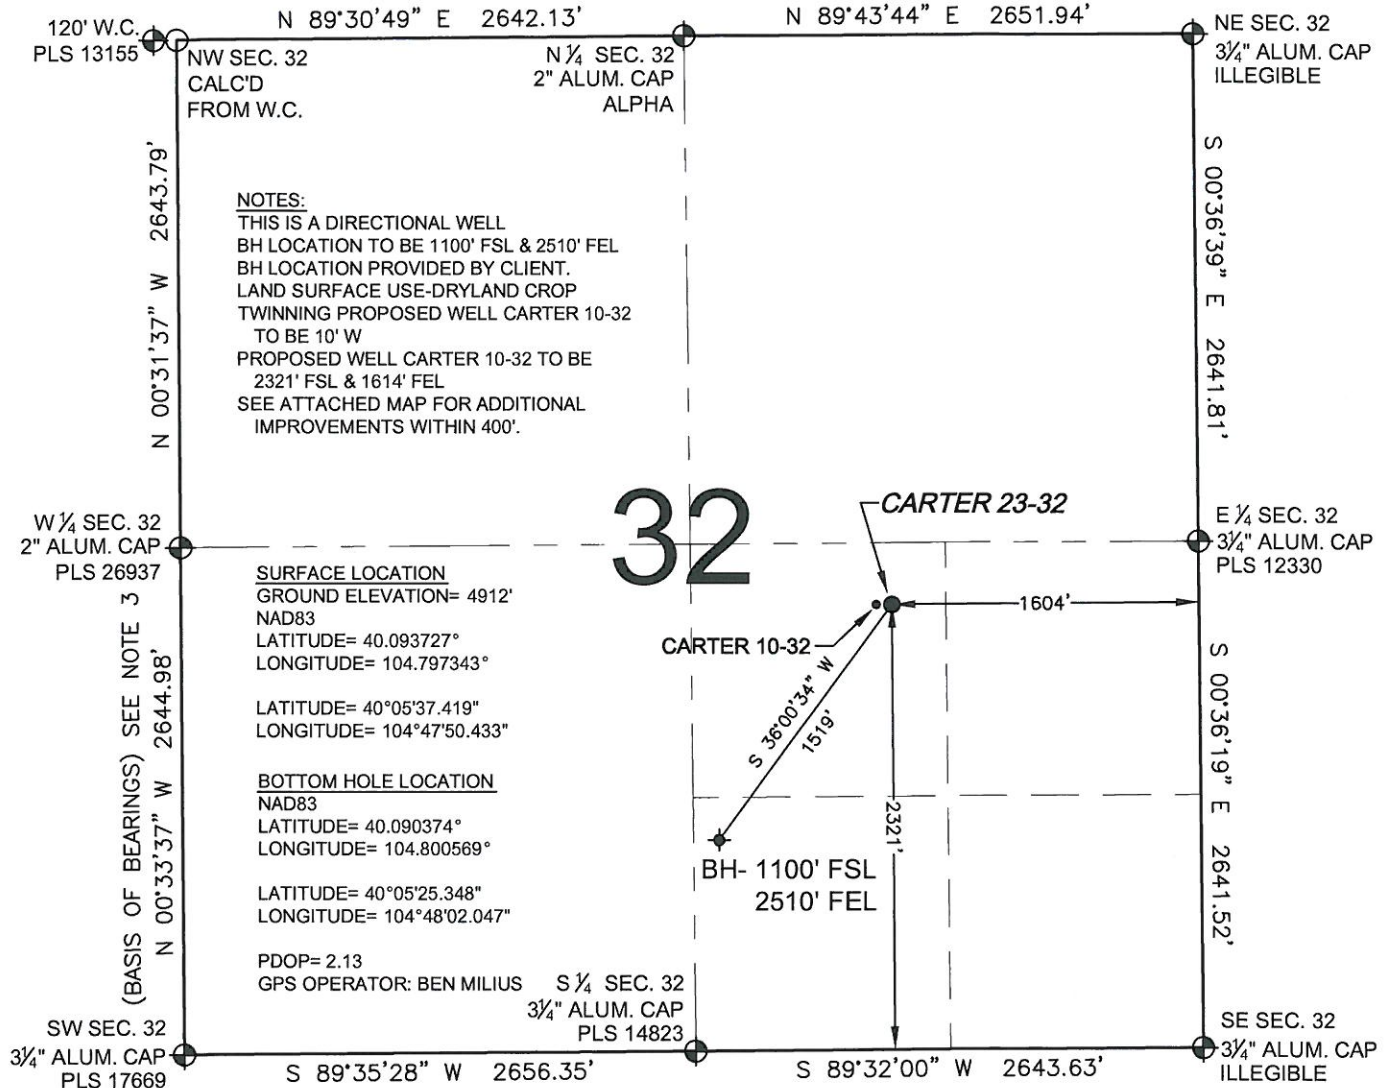 N 89°30'49" E 2642.13'
N 89°43'44" E 2651.94'
120' W.C.
PLS 13155
NW SEC. 32
CALC'D
FROM W.C.
N ¼ SEC. 32
2" ALUM. CAP
ALPHA
NE SEC. 32
3¼" ALUM. CAP
ILLEGIBLE
N 00°31'37" W 2643.79'
S 00°36'39" E 2641.81'
NOTES:
THIS IS A DIRECTIONAL WELL
BH LOCATION TO BE 1100' FSL & 2510' FEL
BH LOCATION PROVIDED BY CLIENT.
LAND SURFACE USE-DRYLAND CROP
TWINNING PROPOSED WELL CARTER 10-32
TO BE 10' W
PROPOSED WELL CARTER 10-32 TO BE
2321' FSL & 1614' FEL
SEE ATTACHED MAP FOR ADDITIONAL
IMPROVEMENTS WITHIN 400'.
32
CARTER 23-32
W ¼ SEC. 32
2" ALUM. CAP
PLS 26937
E ¼ SEC. 32
3¼" ALUM. CAP
PLS 12330
SURFACE LOCATION
GROUND ELEVATION= 4912'
NAD83
LATITUDE= 40.093727°
LONGITUDE= 104.797343°
LATITUDE= 40°05'37.419"
LONGITUDE= 104°47'50.433"
1604'
CARTER 10-32
S 36°00'34" W
1519'
2321'
(BASIS OF BEARINGS) SEE NOTE 3
N 00°33'37" W 2644.98'
S 00°36'19" E 2641.52'
BOTTOM HOLE LOCATION
NAD83
LATITUDE= 40.090374°
LONGITUDE= 104.800569°
LATITUDE= 40°05'25.348"
LONGITUDE= 104°48'02.047"
BH- 1100' FSL
2510' FEL
PDOP= 2.13
GPS OPERATOR: BEN MILIUS
S ¼ SEC. 32
3¼" ALUM. CAP
PLS 14823
SW SEC. 32
3¼" ALUM. CAP
PLS 17669
SE SEC. 32
3¼" ALUM. CAP
ILLEGIBLE
S 89°35'28" W 2656.35'
S 89°32'00" W 2643.63'